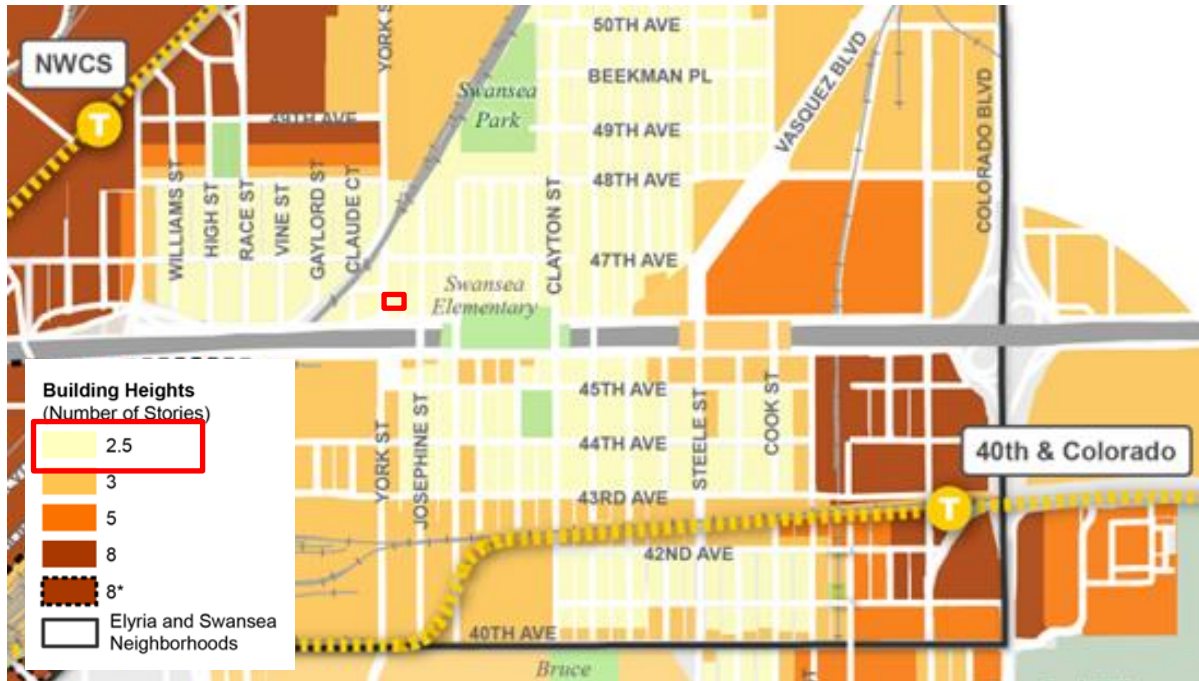 50TH AVE
YORK S
NWCS
BEEKMAN PL
VASQUEZ BLVD
COLORADO BLVD
Swansea
Park
T
49TH AVE
49TH AVE
48TH AVE
WILLIAMS ST
HIGH ST
RACE ST
VINE ST
GAYLORD ST
CLAUDE CT
CLAYTON ST
47TH AVE
Swansea
Elementary
Building Heights
(Number of Stories)
2.5
3
5
8
8*
Elyria and Swansea
Neighborhoods
45TH AVE
YORK ST
JOSEPHINE ST
44TH AVE
STEELE ST
COOK ST
40th & Colorado
43RD AVE
T
42ND AVE
40TH AVE
Bruce